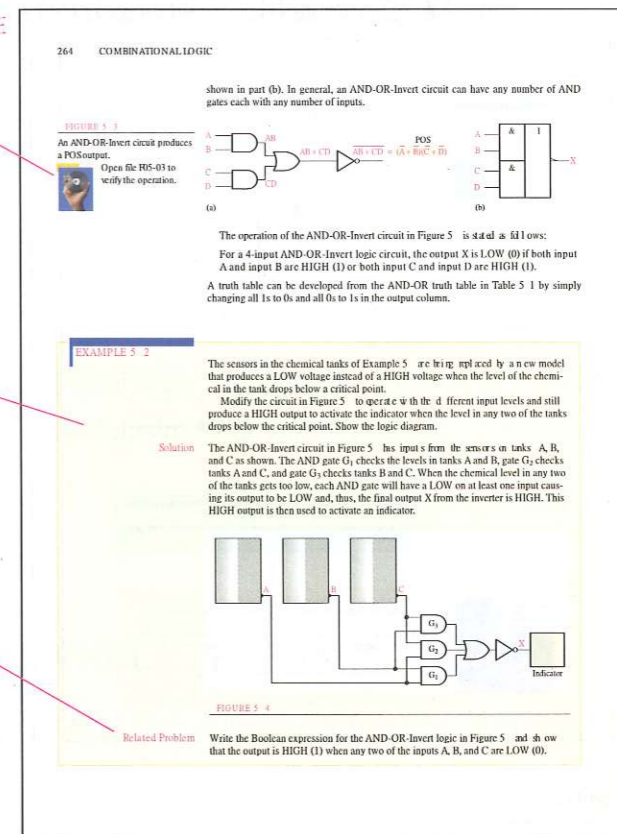 264 COMBINATIONAL LOGIC
shown in part (b). In general, an AND-OR-Invert circuit can have any number of AND
gates each with any number of inputs.
FIGURE 5 3
An AND-OR-Invert circuit produces
a POS output.
Open file F05-03 to
verify the operation.
A
B
C
D
AB
CD
AB + CD
POS
AB + CD = (A + B)(C + D)
(a)
A
B
C
D
&
&
1
X
(b)
The operation of the AND-OR-Invert circuit in Figure 5 is stated as follows:
For a 4-input AND-OR-Invert logic circuit, the output X is LOW (0) if both input
A and input B are HIGH (1) or both input C and input D are HIGH (1).
A truth table can be developed from the AND-OR truth table in Table 5 1 by simply
changing all 1s to 0s and all 0s to 1s in the output column.
EXAMPLE 5 2
The sensors in the chemical tanks of Example 5 are being replaced by a new model
that produces a LOW voltage instead of a HIGH voltage when the level of the chemi-
cal in the tank drops below a critical point.
Modify the circuit in Figure 5 to operate with the different input levels and still
produce a HIGH output to activate the indicator when the level in any two of the tanks
drops below the critical point. Show the logic diagram.
Solution
The AND-OR-Invert circuit in Figure 5 has inputs from the sensors on tanks A, B,
and C as shown. The AND gate G₁ checks the levels in tanks A and B, gate G₂ checks
tanks A and C, and gate G₃ checks tanks B and C. When the chemical level in any two
of the tanks gets too low, each AND gate will have a LOW on at least one input caus-
ing its output to be LOW and, thus, the final output X from the inverter is HIGH. This
HIGH output is then used to activate an indicator.
A
B
C
G₃
G₂
G₁
X
Indicator
FIGURE 5 4
Related Problem
Write the Boolean expression for the AND-OR-Invert logic in Figure 5 and show
that the output is HIGH (1) when any two of the inputs A, B, and C are LOW (0).